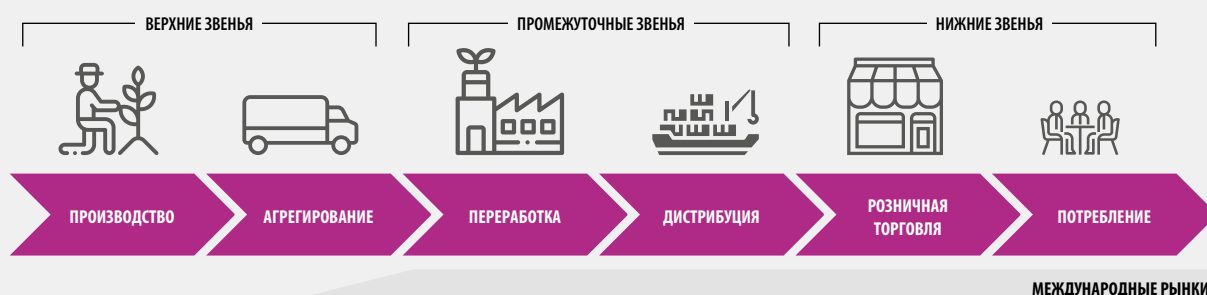 ВЕРХНИЕ ЗВЕНЬЯ
ПРОМЕЖУТОЧНЫЕ ЗВЕНЬЯ
НИЖНИЕ ЗВЕНЬЯ
ПРОИЗВОДСТВО
АГРЕГИРОВАНИЕ
ПЕРЕРАБОТКА
ДИСТРИБУЦИЯ
РОЗНИЧНАЯ
ТОРГОВЛЯ
ПОТРЕБЛЕНИЕ
МЕЖДУНАРОДНЫЕ РЫНКИ